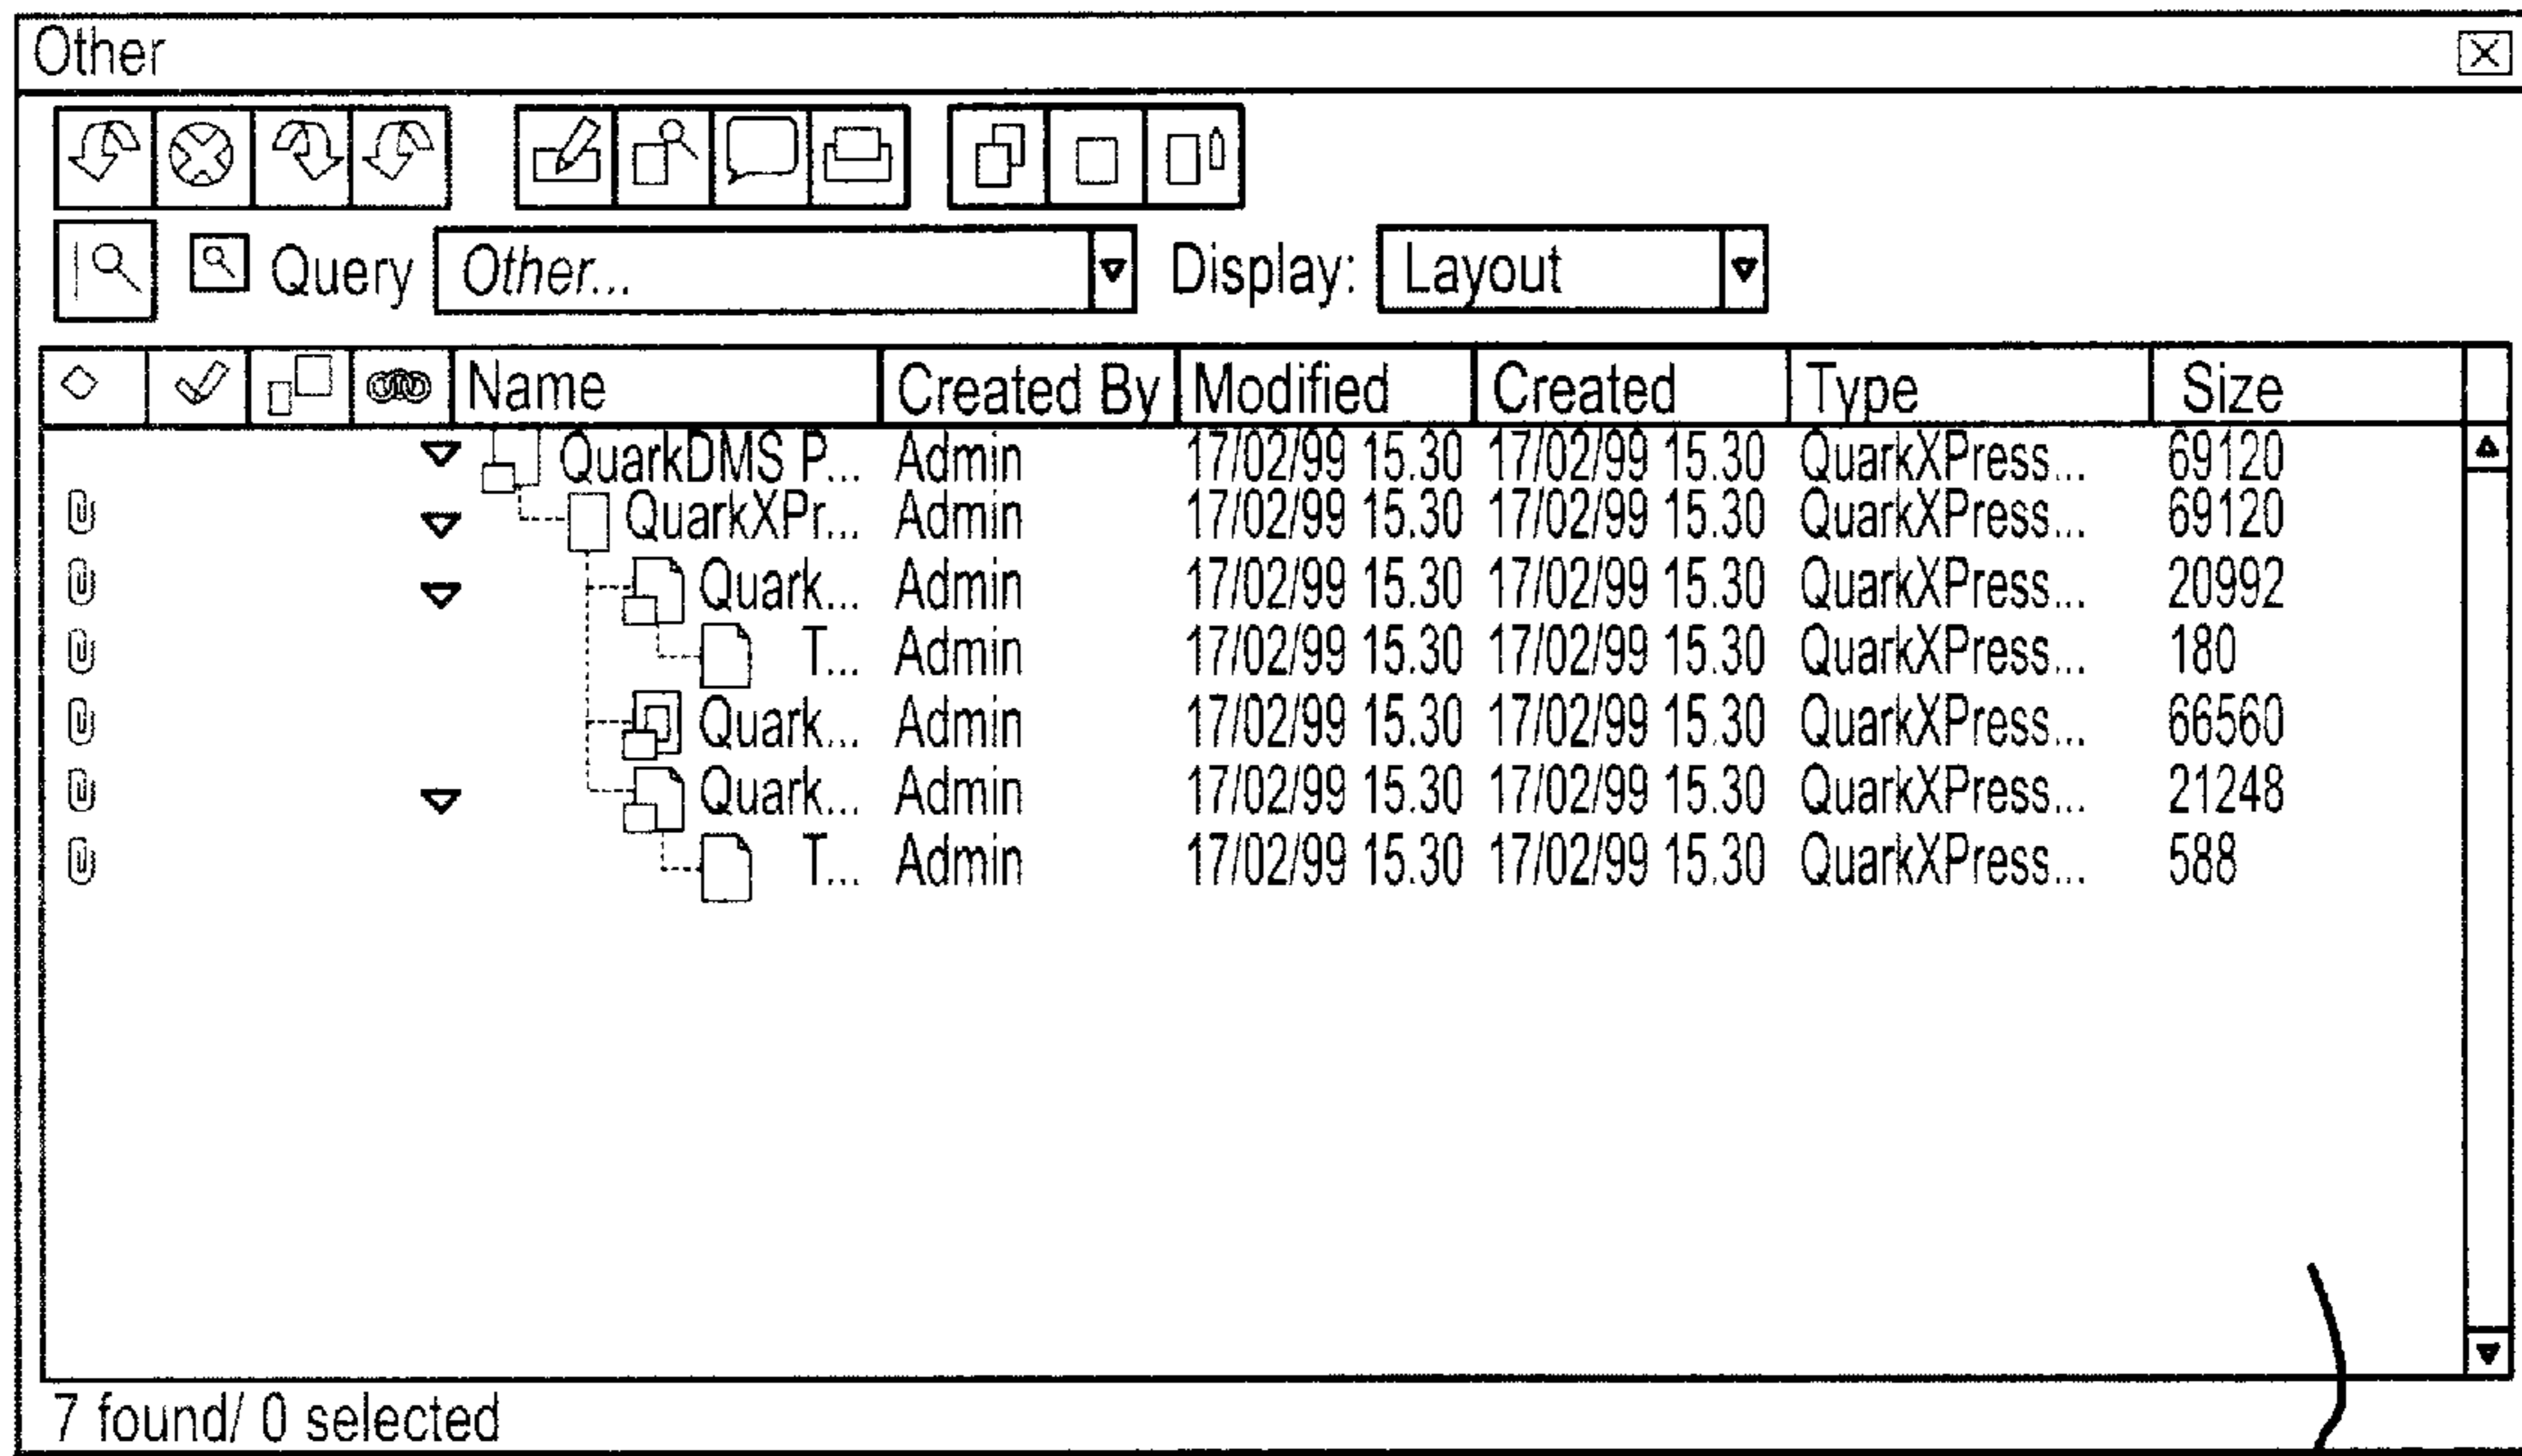 Other
Query Other... Display: Layout
Name Created By Modified Created Type Size
QuarkDMS P... Admin 17/02/99 15.30 17/02/99 15.30 QuarkXPress... 69120
QuarkXPr... Admin 17/02/99 15.30 17/02/99 15.30 QuarkXPress... 69120
Quark... Admin 17/02/99 15.30 17/02/99 15.30 QuarkXPress... 20992
T... Admin 17/02/99 15.30 17/02/99 15.30 QuarkXPress... 180
Quark... Admin 17/02/99 15.30 17/02/99 15.30 QuarkXPress... 66560
Quark... Admin 17/02/99 15.30 17/02/99 15.30 QuarkXPress... 21248
T... Admin 17/02/99 15.30 17/02/99 15.30 QuarkXPress... 588
7 found/ 0 selected